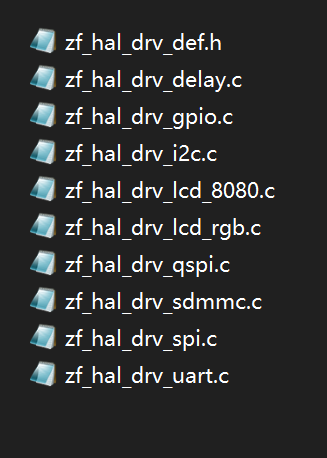 zf_hal_drv_def.h
zf_hal_drv_delay.c
zf_hal_drv_gpio.c
zf_hal_drv_i2c.c
zf_hal_drv_lcd_8080.c
zf_hal_drv_lcd_rgb.c
zf_hal_drv_qspi.c
zf_hal_drv_sdmmc.c
zf_hal_drv_spi.c
zf_hal_drv_uart.c